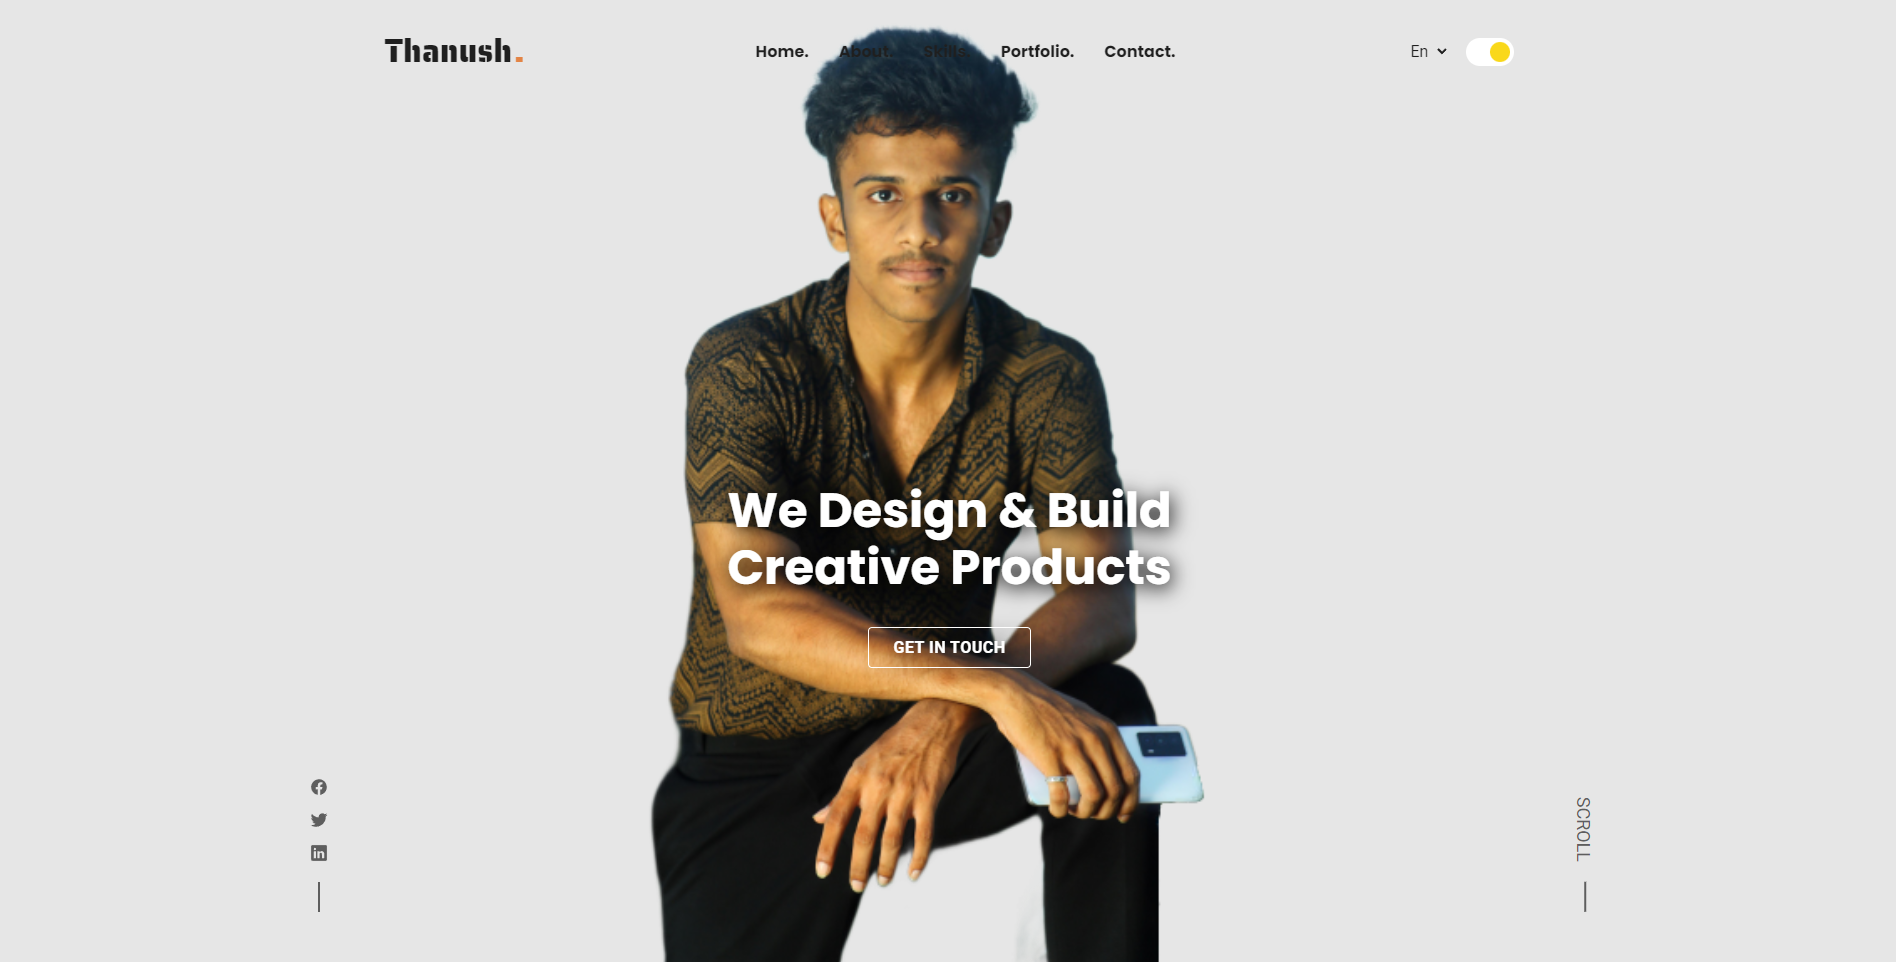 Thanush.
Home. About. Skills. Portfolio. Contact.
En
We Design & Build
Creative Products
GET IN TOUCH
SCROLL